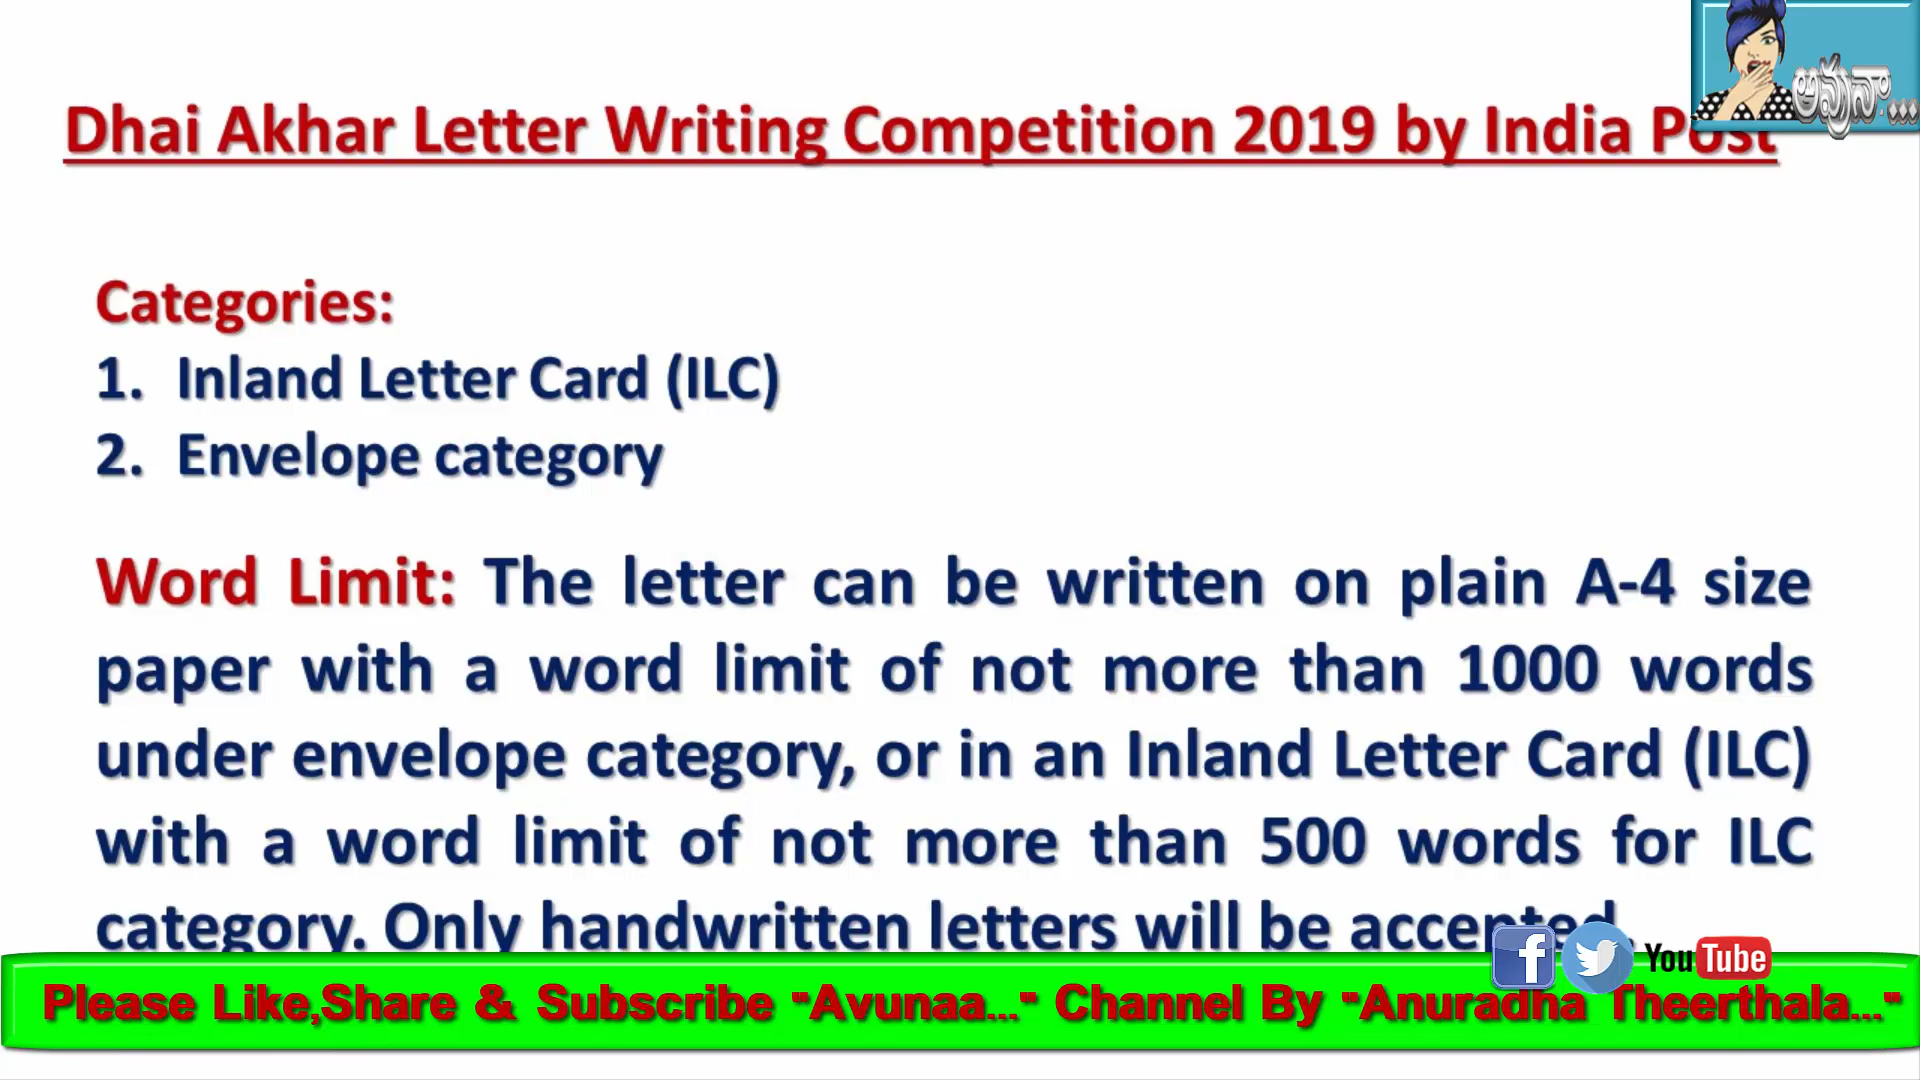 Dhai Akhar Letter Writing Competition 2019 by India Post
అవునా...
Categories:
1. Inland Letter Card (ILC)
2. Envelope category
Word Limit: The letter can be written on plain A-4 size
paper with a word limit of not more than 1000 words
under envelope category, or in an Inland Letter Card (ILC)
with a word limit of not more than 500 words for ILC
category. Only handwritten letters will be accepted.
f
You Tube
Please Like,Share & Subscribe "Avunaa..." Channel By "Anuradha Theerthala..."